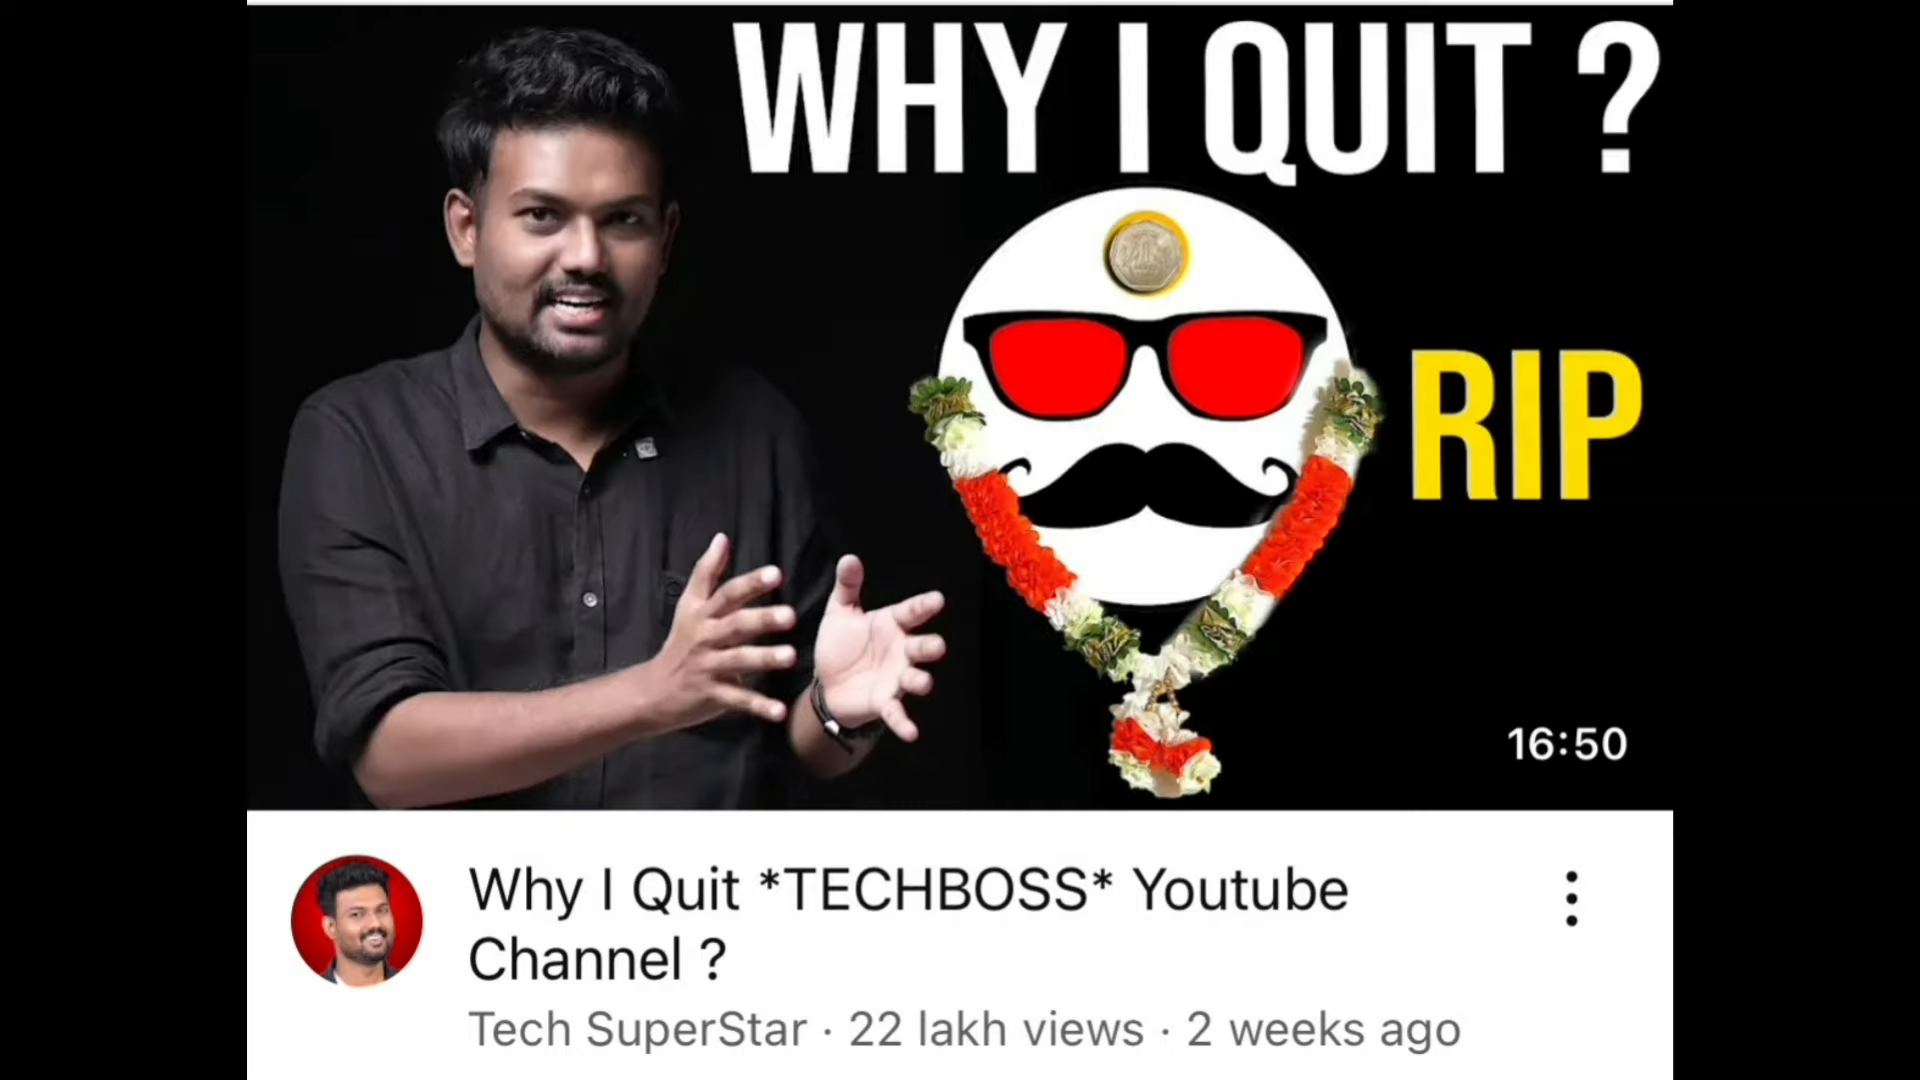 WHY I QUIT ?
RIP
16:50
Why I Quit *TECHBOSS* Youtube
Channel ?
Tech SuperStar · 22 lakh views · 2 weeks ago